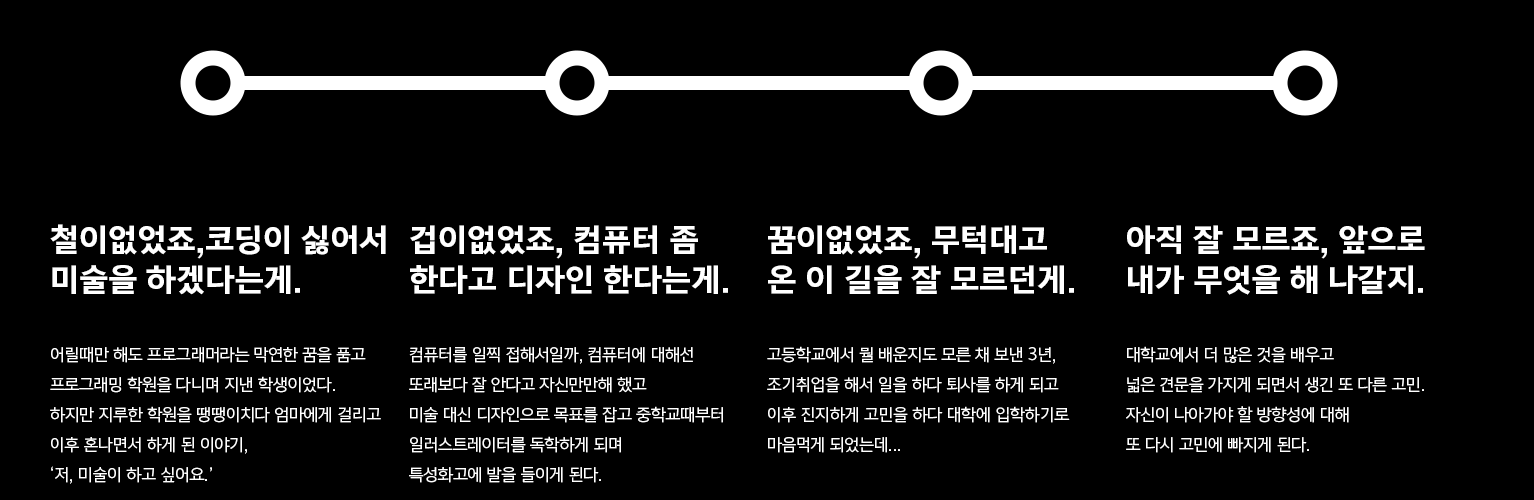 철이없었죠,코딩이 싫어서
미술을 하겠다는게.
어릴때만 해도 프로그래머라는 막연한 꿈을 품고
프로그래밍 학원을 다니며 지낸 학생이었다.
하지만 지루한 학원을 땡땡이치다 엄마에게 걸리고
이후 혼나면서 하게 된 이야기,
‘저, 미술이 하고 싶어요.’
겁이없었죠, 컴퓨터 좀
한다고 디자인 한다는게.
컴퓨터를 일찍 접해서일까, 컴퓨터에 대해선
또래보다 잘 안다고 자신만만해 했고
미술 대신 디자인으로 목표를 잡고 중학교때부터
일러스트레이터를 독학하게 되며
특성화고에 발을 들이게 된다.
꿈이없었죠, 무턱대고
온 이 길을 잘 모르던게.
고등학교에서 뭘 배운지도 모른 채 보낸 3년,
조기취업을 해서 일을 하다 퇴사를 하게 되고
이후 진지하게 고민을 하다 대학에 입학하기로
마음먹게 되었는데...
아직 잘 모르죠, 앞으로
내가 무엇을 해 나갈지.
대학교에서 더 많은 것을 배우고
넓은 견문을 가지게 되면서 생긴 또 다른 고민.
자신이 나아가야 할 방향성에 대해
또 다시 고민에 빠지게 된다.